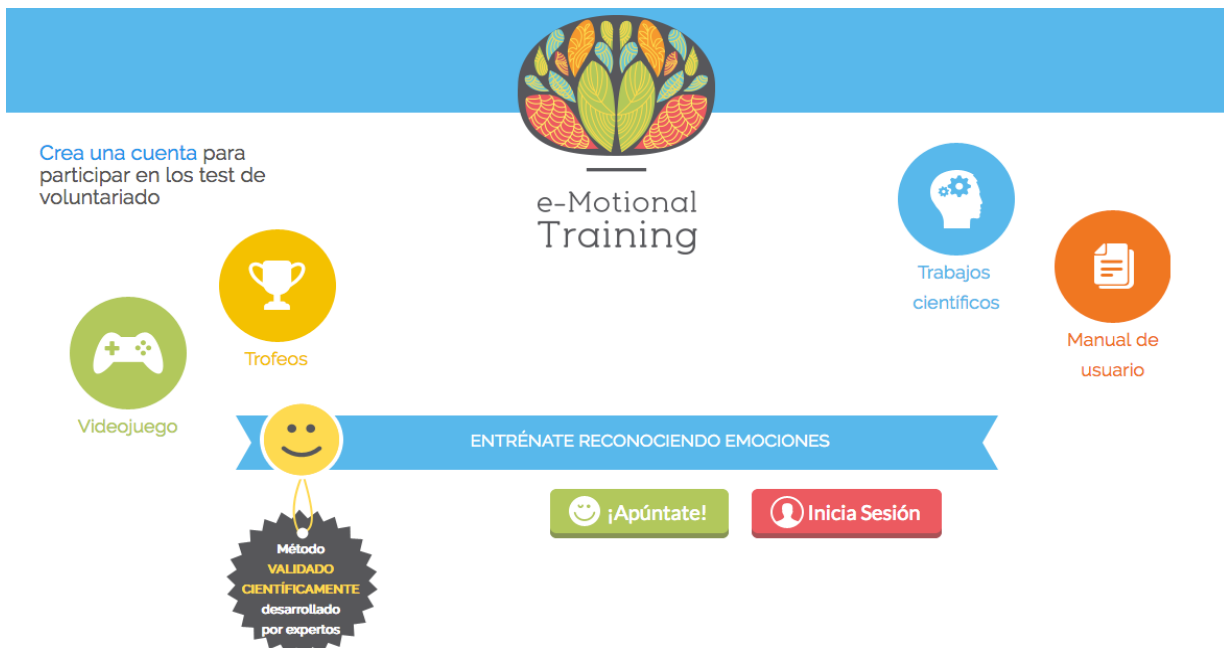 Crea una cuenta para
participar en los test de
voluntariado
e-Motional
Training
Trabajos
científicos
Manual de
usuario
Trofeos
Videojuego
ENTRÉNATE RECONOCIENDO EMOCIONES
¡Apúntate!
Inicia Sesión
Método
VALIDADO
CIENTÍFICAMENTE
desarrollado
por expertos